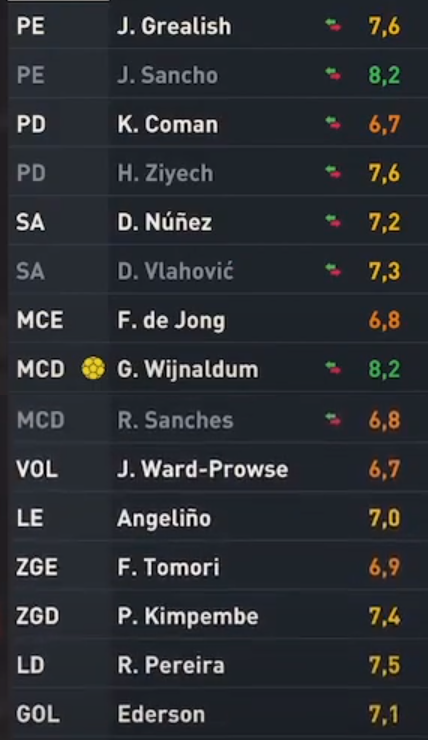 PE J. Grealish 7,6
PE J. Sancho 8,2
PD K. Coman 6,7
PD H. Ziyech 7,6
SA D. Núñez 7,2
SA D. Vlahović 7,3
MCE F. de Jong 6,8
MCD G. Wijnaldum 8,2
MCD R. Sanches 6,8
VOL J. Ward-Prowse 6,7
LE Angeliño 7,0
ZGE F. Tomori 6,9
ZGD P. Kimpembe 7,4
LD R. Pereira 7,5
GOL Ederson 7,1